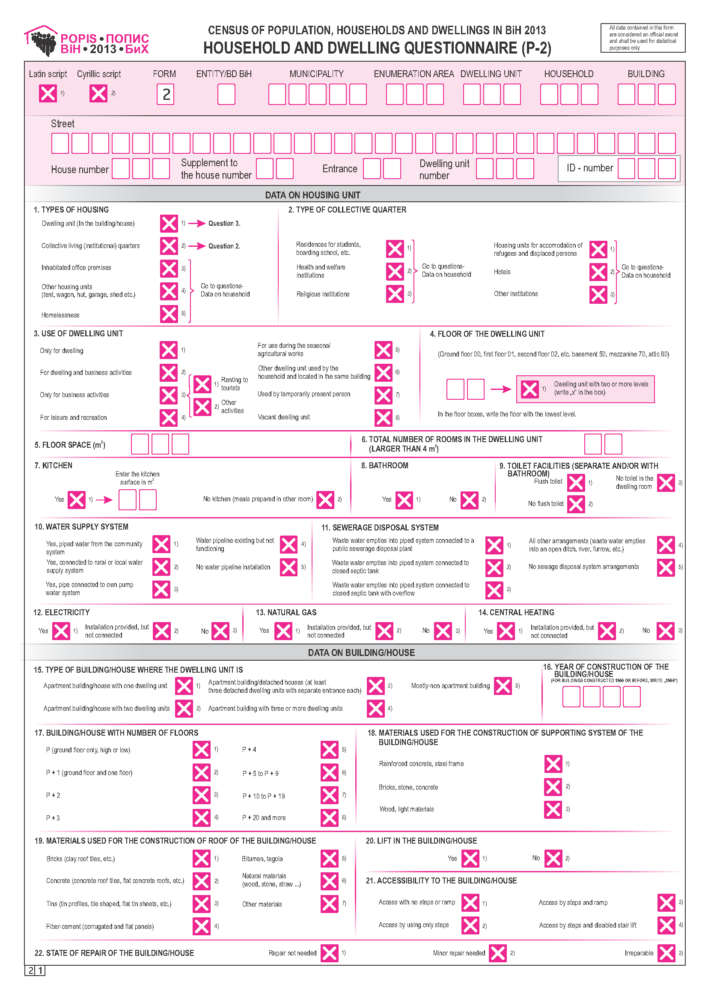 POPIS • ПОПИС
BiH • 2013 • БиХ
CENSUS OF POPULATION, HOUSEHOLDS AND DWELLINGS IN BiH 2013
HOUSEHOLD AND DWELLING QUESTIONNAIRE (P-2)
All data contained in this form
are considered an official secret
and shall be used for statistical
purposes only
Latin script Cyrillic script FORM ENTITY/BD BiH MUNICIPALITY ENUMERATION AREA DWELLING UNIT HOUSEHOLD BUILDING
1) 2) 2
Street
House number Supplement to
the house number Entrance Dwelling unit
number ID - number
DATA ON HOUSING UNIT
1. TYPES OF HOUSING
Dwelling unit (In the building/house) 1) Question 3.
Collective living (institutional) quarters 2) Question 2.
Inhabitated office premises 3)
Other housing units
(tent, wagon, hut, garage, shed etc.) 4)
Homelessness 5)
Go to questions-
Data on household
2. TYPE OF COLLECTIVE QUARTER
Residences for students,
boarding school, etc. 1)
Health and welfare
institutions 2)
Religious institutions 3)
Go to questions-
Data on household
Housing units for accomodation of
refugees and displaced persons 1)
Hotels 2)
Other institutions 3)
Go to questions-
Data on household
3. USE OF DWELLING UNIT
Only for dwelling 1)
For dwelling and business activities 2)
Only for business activities 3)
For leisure and recreation 4)
1) Renting to
tourists
2) Other
activities
For use during the seasonal
agricultural works 5)
Other dwelling unit used by the
household and located in the same building 6)
Used by temporarily present person 7)
Vacant dwelling unit 8)
4. FLOOR OF THE DWELLING UNIT
(Ground floor 00, first floor 01, second floor 02, etc. basement 50, mezzanine 70, attic 80)
1) Dwelling unit with two or more levels
(write „x” in the box)
In the floor boxes, write the floor with the lowest level.
5. FLOOR SPACE (m²)
6. TOTAL NUMBER OF ROOMS IN THE DWELLING UNIT
(LARGER THAN 4 m²)
7. KITCHEN
Enter the kitchen
surface in m²
Yes 1)
No kitchen (meals prepared in other room) 2)
8. BATHROOM
Yes 1) No 2)
9. TOILET FACILITIES (SEPARATE AND/OR WITH
BATHROOM)
Flush toilet 1)
No flush toilet 2)
No toilet in the
dwelling room 3)
10. WATER SUPPLY SYSTEM
Yes, piped water from the community
system 1)
Yes, connected to rural or local water
supply system 2)
Yes, pipe connected to own pump
water system 3)
Water pipeline existing but not
functioning 4)
No water pipeline installation 5)
11. SEWERAGE DISPOSAL SYSTEM
Waste water empties into piped system connected to a
public sewerage disposal plant 1)
Waste water empties into piped system connected to
closed septic tank 2)
Waste water empties into piped system connected to
closed septic tank with overflow 3)
All other arrangements (waste water empties
into an open ditch, river, furrow, etc.) 4)
No sewage disposal system arrangements 5)
12. ELECTRICITY
Yes 1) Installation provided, but
not connected 2) No 3)
13. NATURAL GAS
Yes 1) Installation provided, but
not connected 2) No 3)
14. CENTRAL HEATING
Yes 1) Installation provided, but
not connected 2) No 3)
DATA ON BUILDING/HOUSE
15. TYPE OF BUILDING/HOUSE WHERE THE DWELLING UNIT IS
Apartment building/house with one dwelling unit 1)
Apartment building/house with two dwelling units 2)
Apartment building/detached houses (at least
three detached dwelling units with separate entrance each) 3)
Apartment building with three or more dwelling units 4)
Mostly-non apartment building 5)
16. YEAR OF CONSTRUCTION OF THE
BUILDING/HOUSE
(FOR BUILDINGS CONSTRUCTED 1900 OR BEFORE, WRITE „1900”)
17. BUILDING/HOUSE WITH NUMBER OF FLOORS
P (ground floor only, high or low) 1)
P + 1 (ground floor and one floor) 2)
P + 2 3)
P + 3 4)
P + 4 5)
P + 5 to P + 9 6)
P + 10 to P + 19 7)
P + 20 and more 8)
18. MATERIALS USED FOR THE CONSTRUCTION OF SUPPORTING SYSTEM OF THE
BUILDING/HOUSE
Reinforced concrete, steel frame 1)
Bricks, stone, concrete 2)
Wood, light materials 3)
19. MATERIALS USED FOR THE CONSTRUCTION OF ROOF OF THE BUILDING/HOUSE
Bricks (clay roof tiles, etc.) 1)
Concrete (concrete roof tiles, flat concrete roofs, etc.) 2)
Tins (tin profiles, tile shaped, flat tin sheets, etc.) 3)
Fiber-cement (corrugated and flat panels) 4)
Bitumen, tegola 5)
Natural materials
(wood, stone, straw ...) 6)
Other materials 7)
20. LIFT IN THE BUILDING/HOUSE
Yes 1) No 2)
21. ACCESSIBILITY TO THE BUILDING/HOUSE
Access with no steps or ramp 1)
Access by using only steps 2)
Access by steps and ramp 3)
Access by steps and disabled stair lift 4)
22. STATE OF REPAIR OF THE BUILDING/HOUSE
Repair not needed 1) Minor repair needed 2) Irreparable 3)
2 1